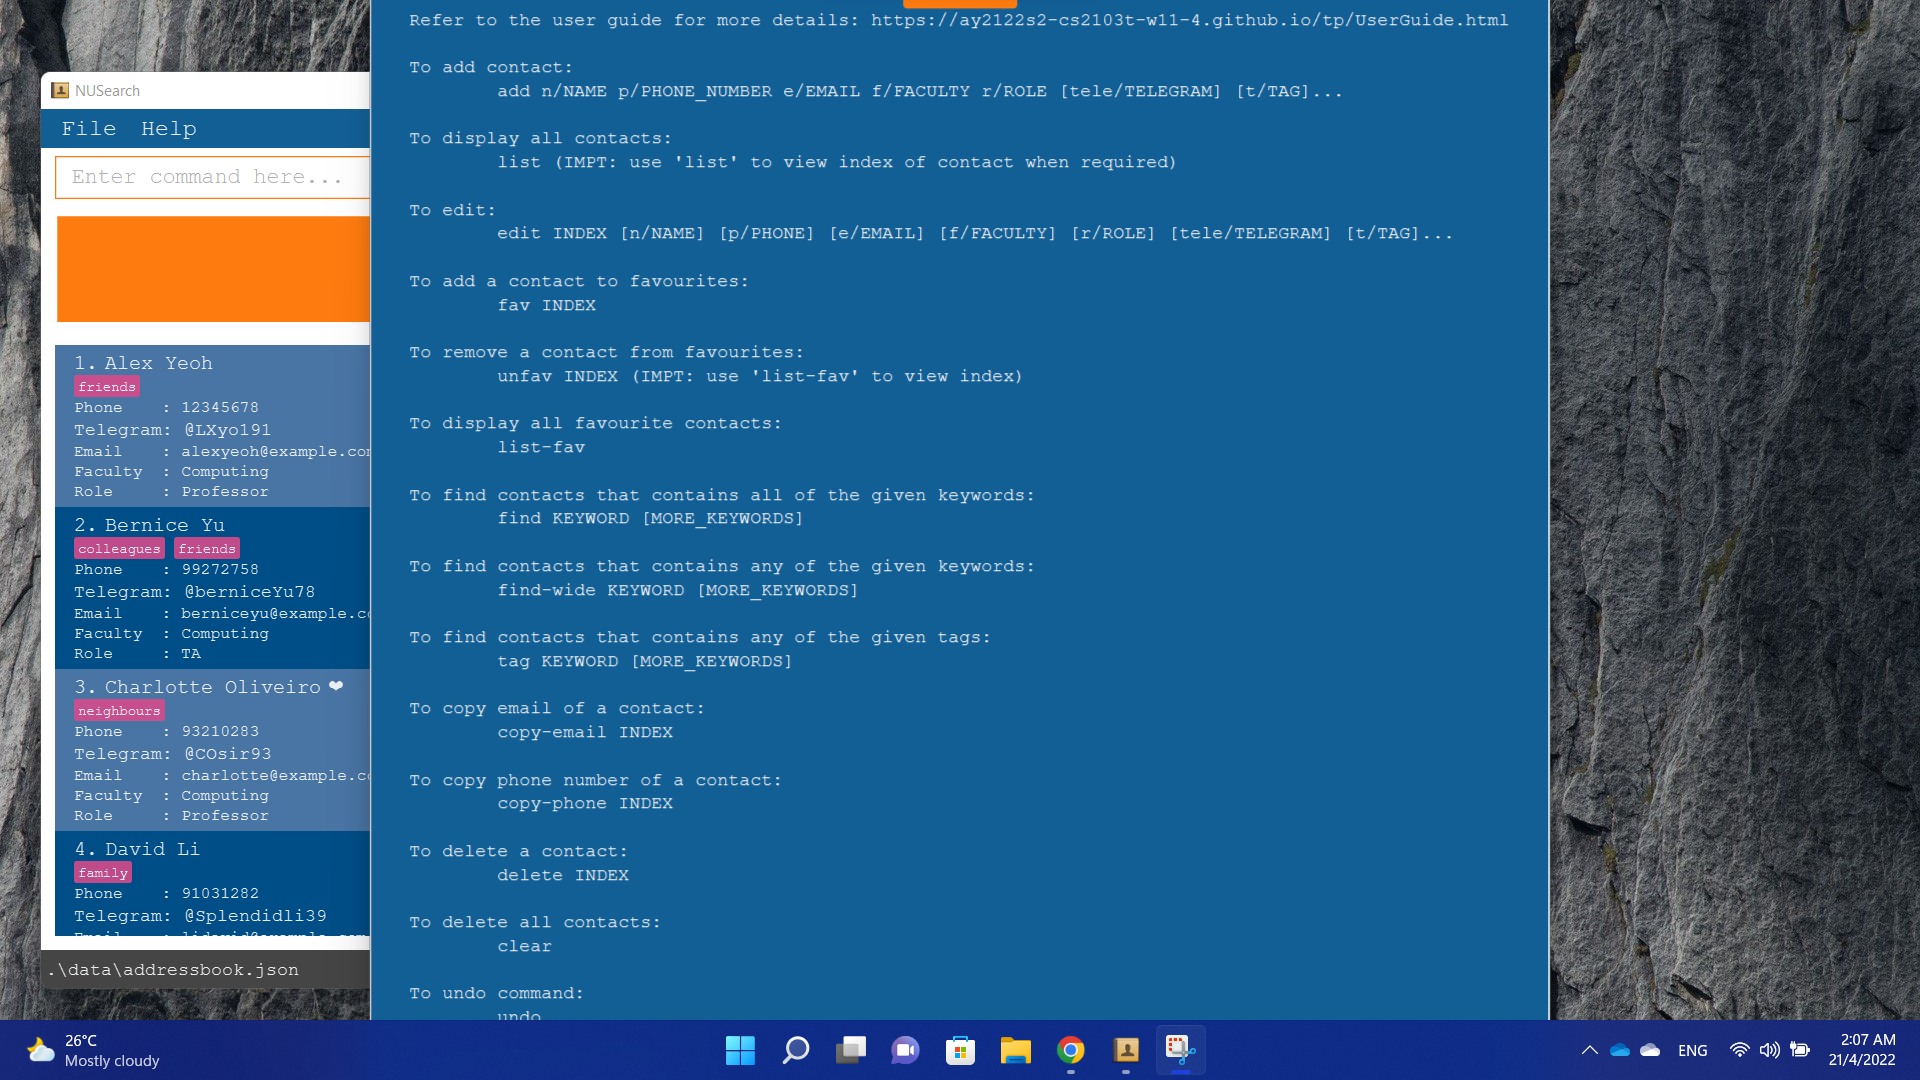 NUSearch
File Help
Enter command here...
1. Alex Yeoh
friends
Phone : 12345678
Telegram: @LXyo191
Email : alexyeoh@example.com
Faculty : Computing
Role : Professor
2. Bernice Yu
colleagues friends
Phone : 99272758
Telegram: @berniceYu78
Email : berniceyu@example.co
Faculty : Computing
Role : TA
3. Charlotte Oliveiro ❤
neighbours
Phone : 93210283
Telegram: @COsir93
Email : charlotte@example.co
Faculty : Computing
Role : Professor
4. David Li
family
Phone : 91031282
Telegram: @Splendidli39
Email : lidavid@example.com
.\data\addressbook.json
Refer to the user guide for more details: https://ay2122s2-cs2103t-w11-4.github.io/tp/UserGuide.html
To add contact:
add n/NAME p/PHONE_NUMBER e/EMAIL f/FACULTY r/ROLE [tele/TELEGRAM] [t/TAG]...
To display all contacts:
list (IMPT: use 'list' to view index of contact when required)
To edit:
edit INDEX [n/NAME] [p/PHONE] [e/EMAIL] [f/FACULTY] [r/ROLE] [tele/TELEGRAM] [t/TAG]...
To add a contact to favourites:
fav INDEX
To remove a contact from favourites:
unfav INDEX (IMPT: use 'list-fav' to view index)
To display all favourite contacts:
list-fav
To find contacts that contains all of the given keywords:
find KEYWORD [MORE_KEYWORDS]
To find contacts that contains any of the given keywords:
find-wide KEYWORD [MORE_KEYWORDS]
To find contacts that contains any of the given tags:
tag KEYWORD [MORE_KEYWORDS]
To copy email of a contact:
copy-email INDEX
To copy phone number of a contact:
copy-phone INDEX
To delete a contact:
delete INDEX
To delete all contacts:
clear
To undo command:
undo
26°C
Mostly cloudy
ENG
2:07 AM
21/4/2022